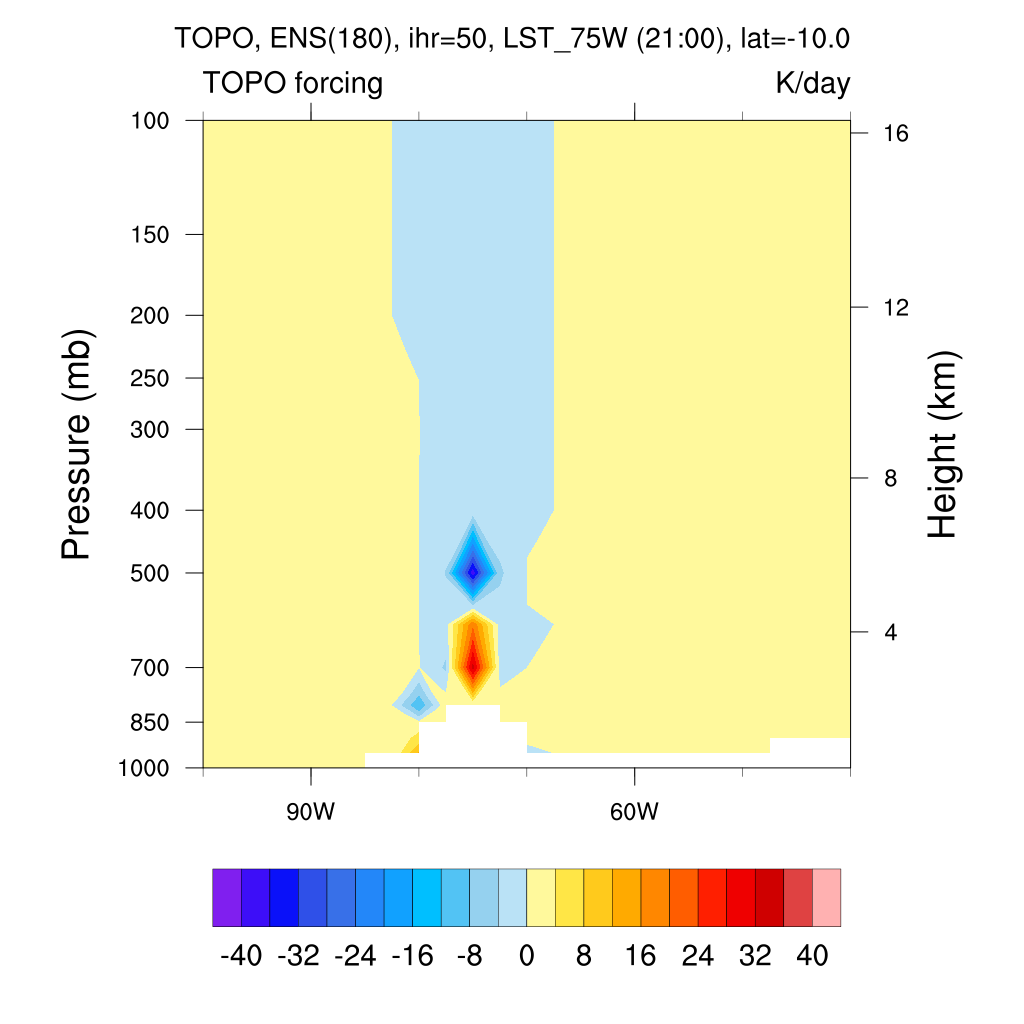 TOPO, ENS(180), ihr=50, LST_75W (21:00), lat=-10.0
TOPO forcing K/day
100
150
200
250
300
400
500
700
850
1000
Pressure (mb)
16
12
8
4
Height (km)
90W 60W
-40 -32 -24 -16 -8 0 8 16 24 32 40